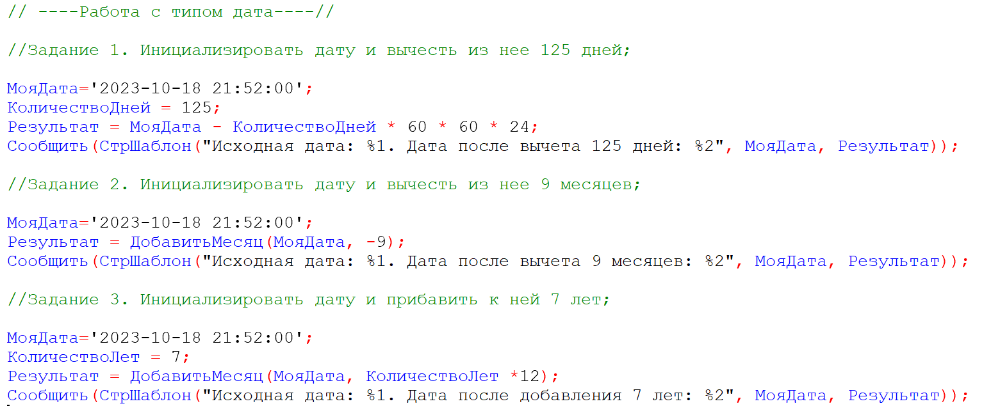 // ----Работа с типом дата----//
//Задание 1. Инициализировать дату и вычесть из нее 125 дней;
МояДата='2023-10-18 21:52:00';
КоличествоДней = 125;
Результат = МояДата - КоличествоДней * 60 * 60 * 24;
Сообщить(СтрШаблон("Исходная дата: %1. Дата после вычета 125 дней: %2", МояДата, Результат));
//Задание 2. Инициализировать дату и вычесть из нее 9 месяцев;
МояДата='2023-10-18 21:52:00';
Результат = ДобавитьМесяц(МояДата, -9);
Сообщить(СтрШаблон("Исходная дата: %1. Дата после вычета 9 месяцев: %2", МояДата, Результат));
//Задание 3. Инициализировать дату и прибавить к ней 7 лет;
МояДата='2023-10-18 21:52:00';
КоличествоЛет = 7;
Результат = ДобавитьМесяц(МояДата, КоличествоЛет *12);
Сообщить(СтрШаблон("Исходная дата: %1. Дата после добавления 7 лет: %2", МояДата, Результат));